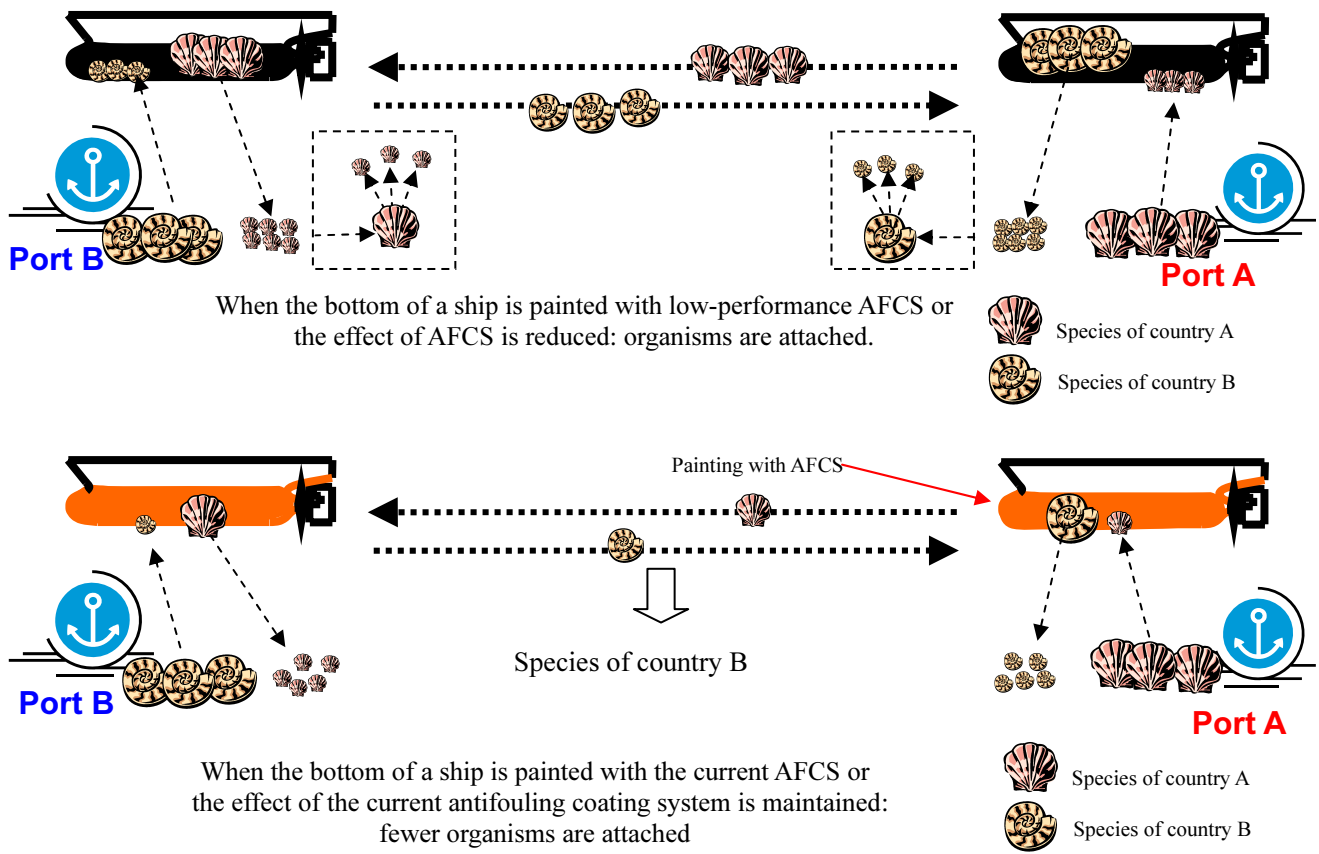 Port B
Port A
When the bottom of a ship is painted with low-performance AFCS or
the effect of AFCS is reduced: organisms are attached.
Species of country A
Species of country B
Painting with AFCS
Species of country B
Port B
Port A
When the bottom of a ship is painted with the current AFCS or
the effect of the current antifouling coating system is maintained:
fewer organisms are attached
Species of country A
Species of country B